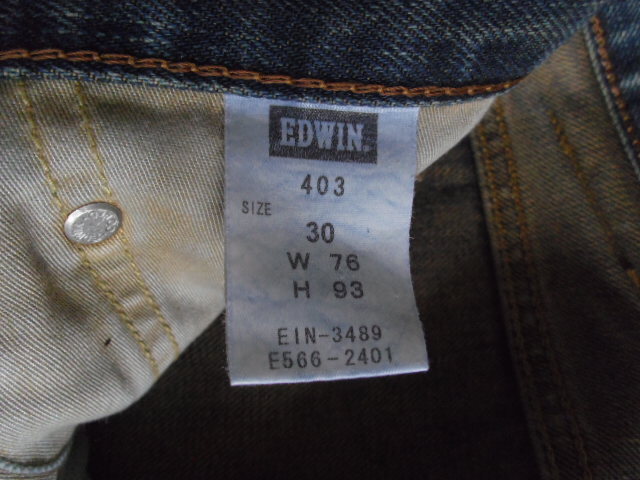 EDWIN.
403
SIZE
30
W 76
H 93
EIN-3489
E566-2401